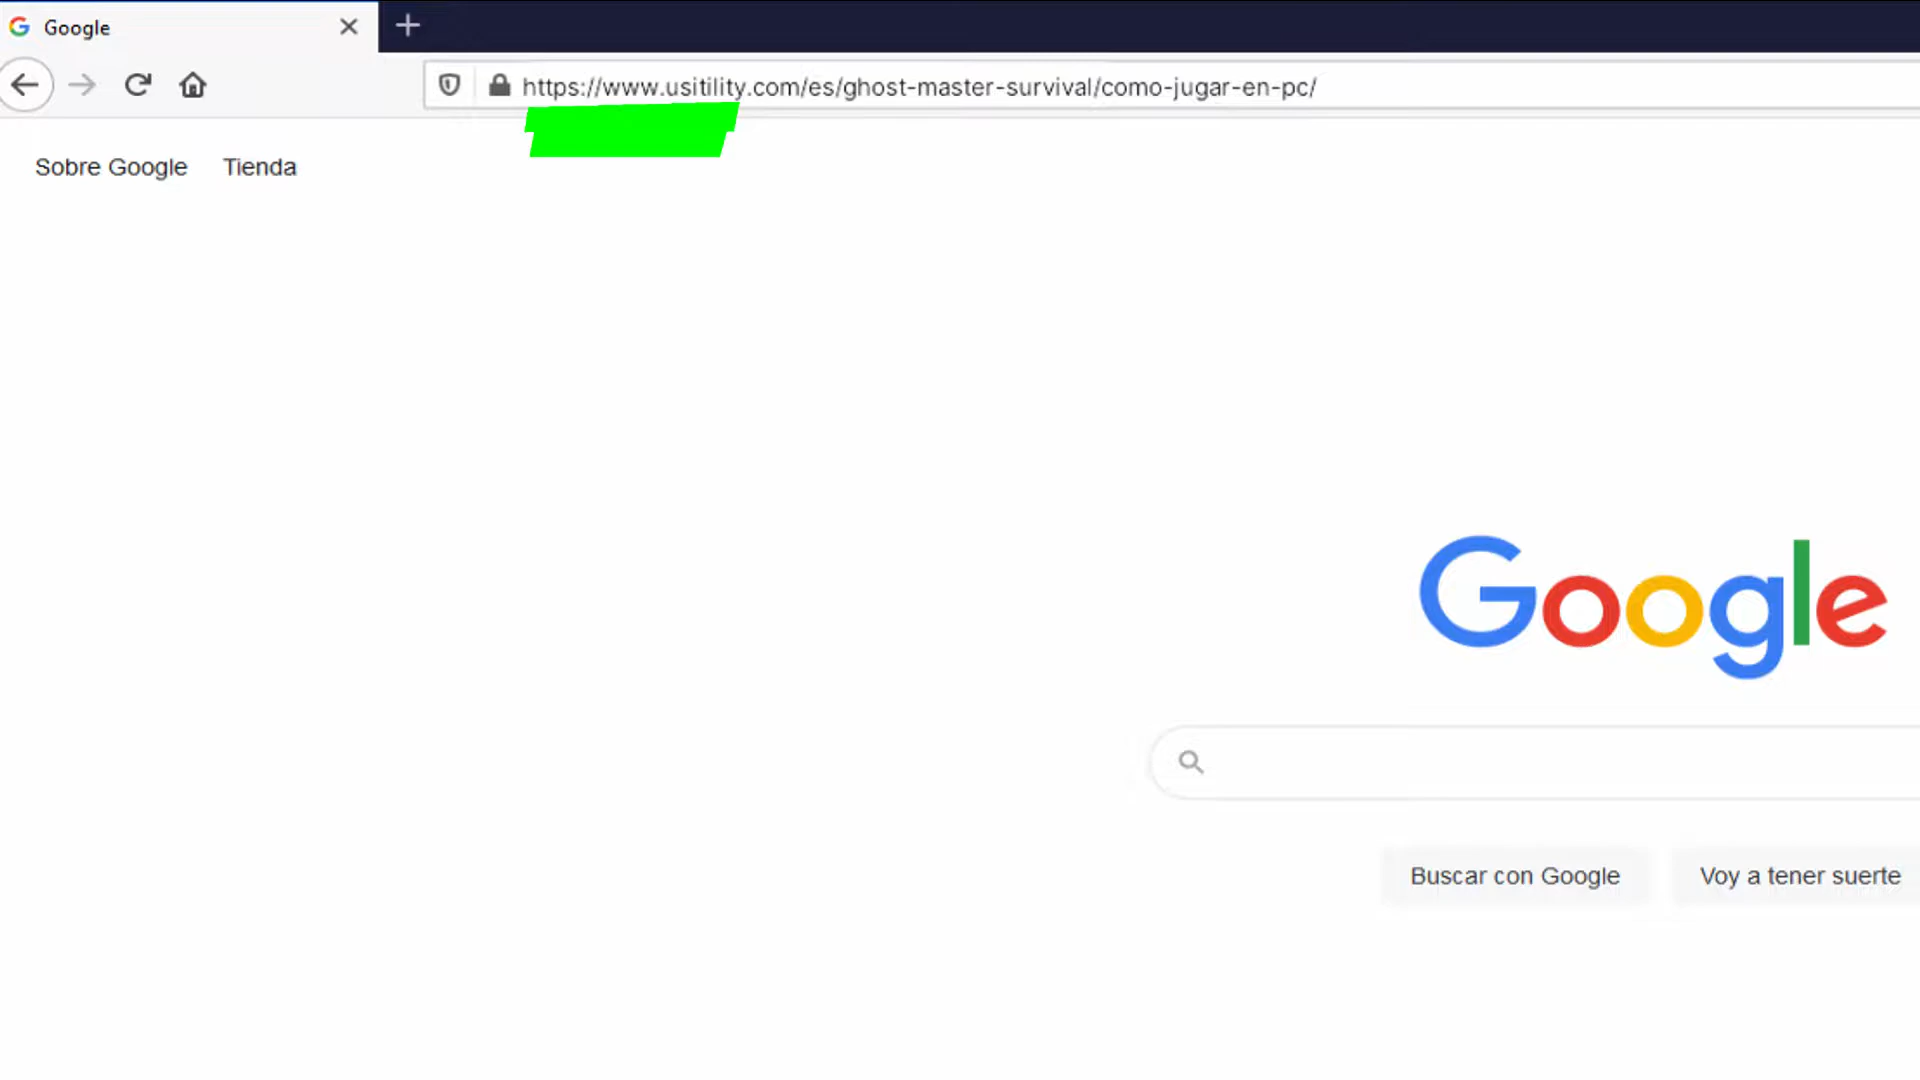 Google
https://www.usitility.com/es/ghost-master-survival/como-jugar-en-pc/
Sobre Google Tienda
Google
Buscar con Google Voy a tener suerte